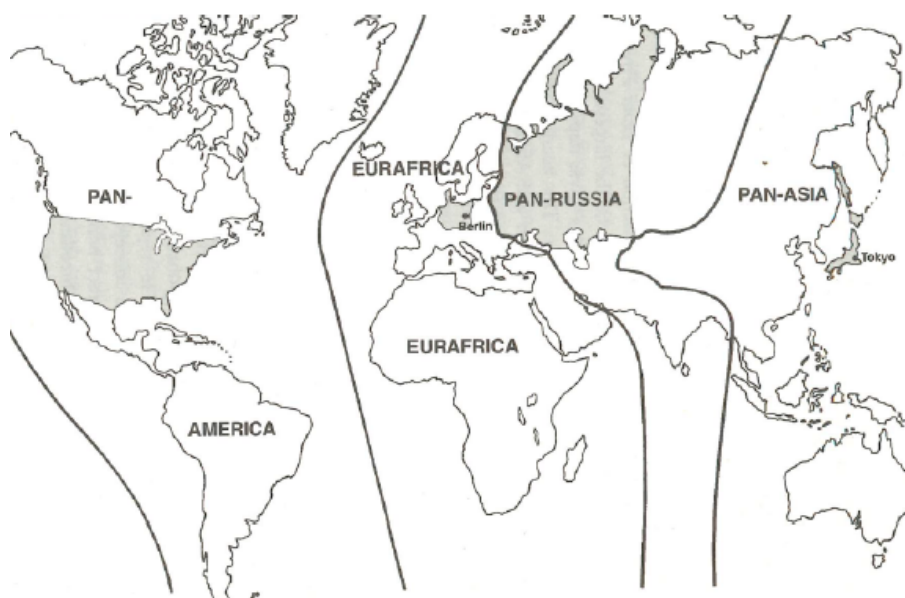 EURAFRICA
PAN-
PAN-RUSSIA
PAN-ASIA
Berlin
Tokyo
EURAFRICA
AMERICA